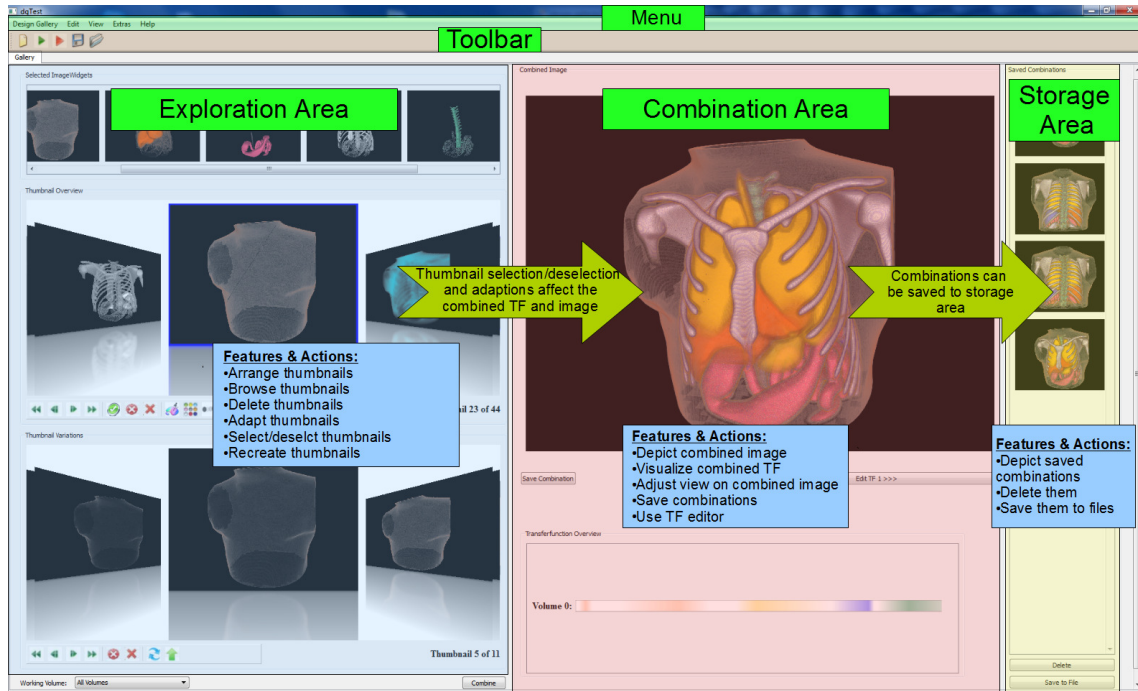 dqTest
Menu
Design Gallery Edit View Extras Help
Toolbar
Gallery
Selected ImageWidgets
Exploration Area
Thumbnail Overview
Thumbnail selection/deselection
and adaptions affect the
combined TF and image
Features & Actions:
•Arrange thumbnails
•Browse thumbnails
•Delete thumbnails
•Adapt thumbnails
•Select/deselct thumbnails
•Recreate thumbnails
23 of 44
Thumbnail Variations
Thumbnail 5 of 11
Working Volume: All Volumes
Combine
Combined Image
Combination Area
Combinations can
be saved to storage
area
Save Combination
Edit TF 1 >>>
Features & Actions:
•Depict combined image
•Visualize combined TF
•Adjust view on combined image
•Save combinations
•Use TF editor
Transferfunction Overview
Volume 0:
Saved Combinations
Storage
Area
Features & Actions:
•Depict saved
combinations
•Delete them
•Save them to files
Delete
Save to File